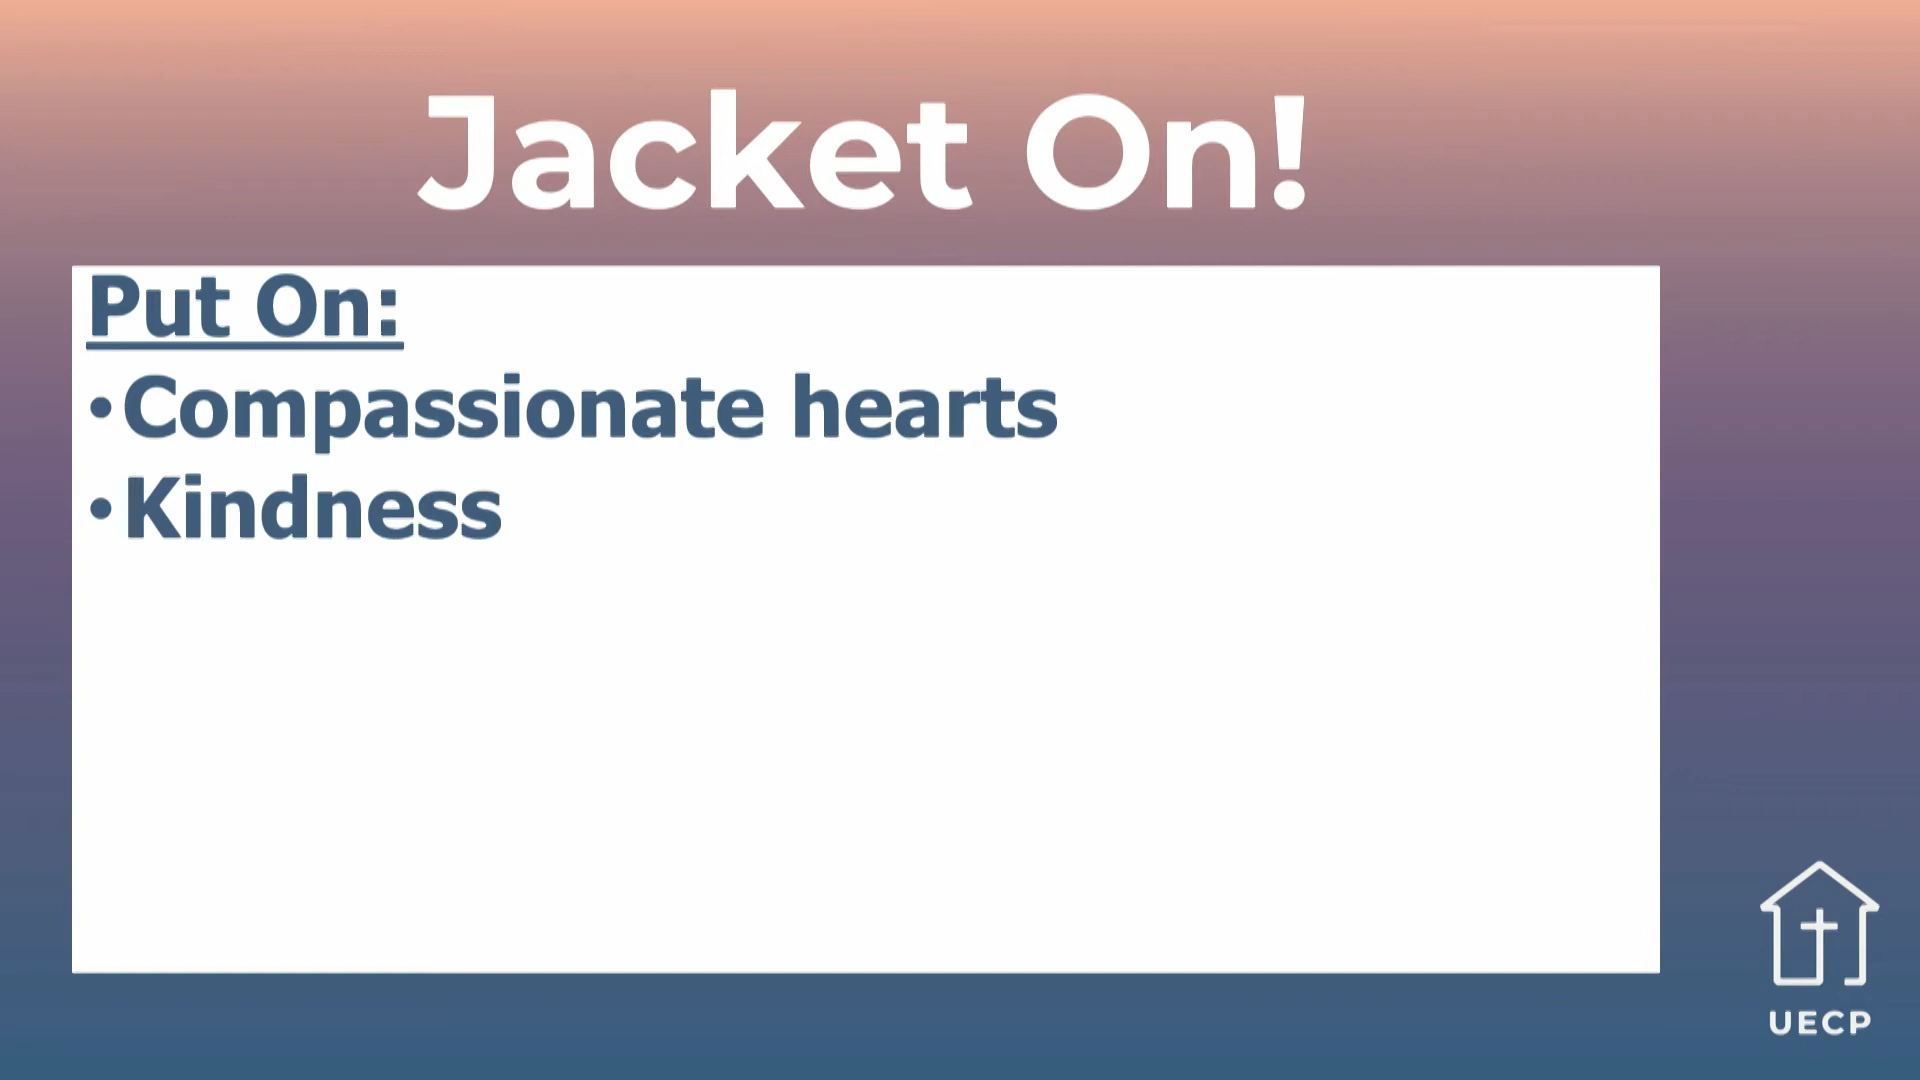 Jacket On!
Put On:
•Compassionate hearts
•Kindness
UECP